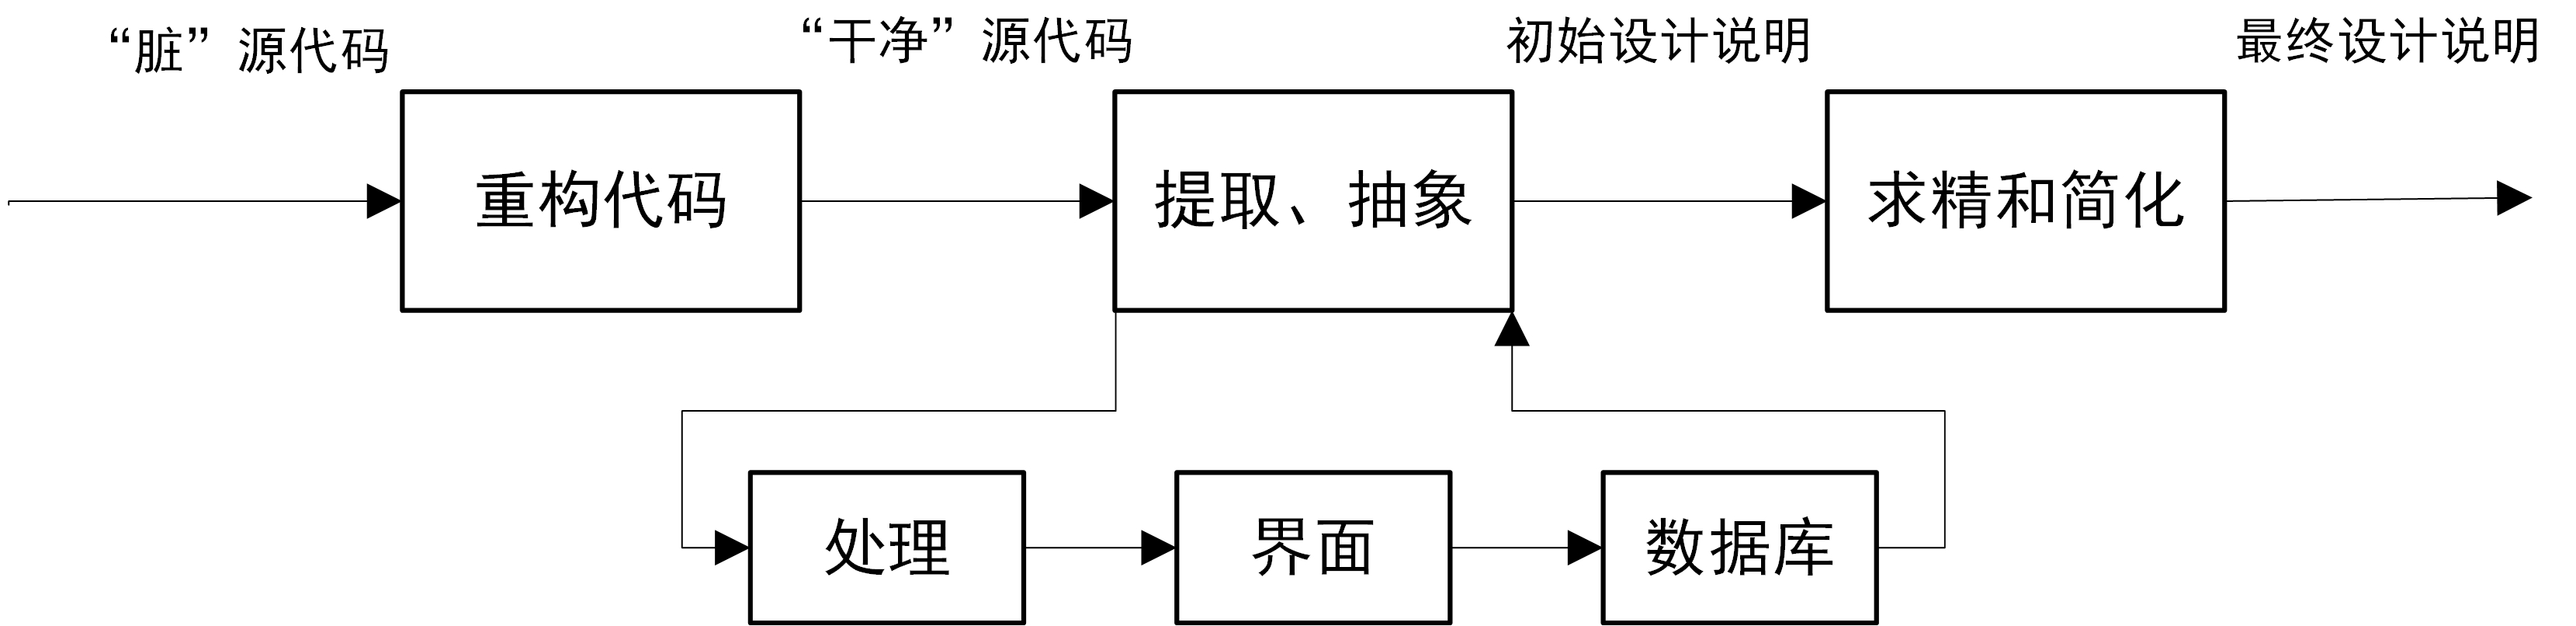 “脏” 源代码
“干净” 源代码
初始设计说明
最终设计说明
重构代码
提取、抽象
求精和简化
处理
界面
数据库